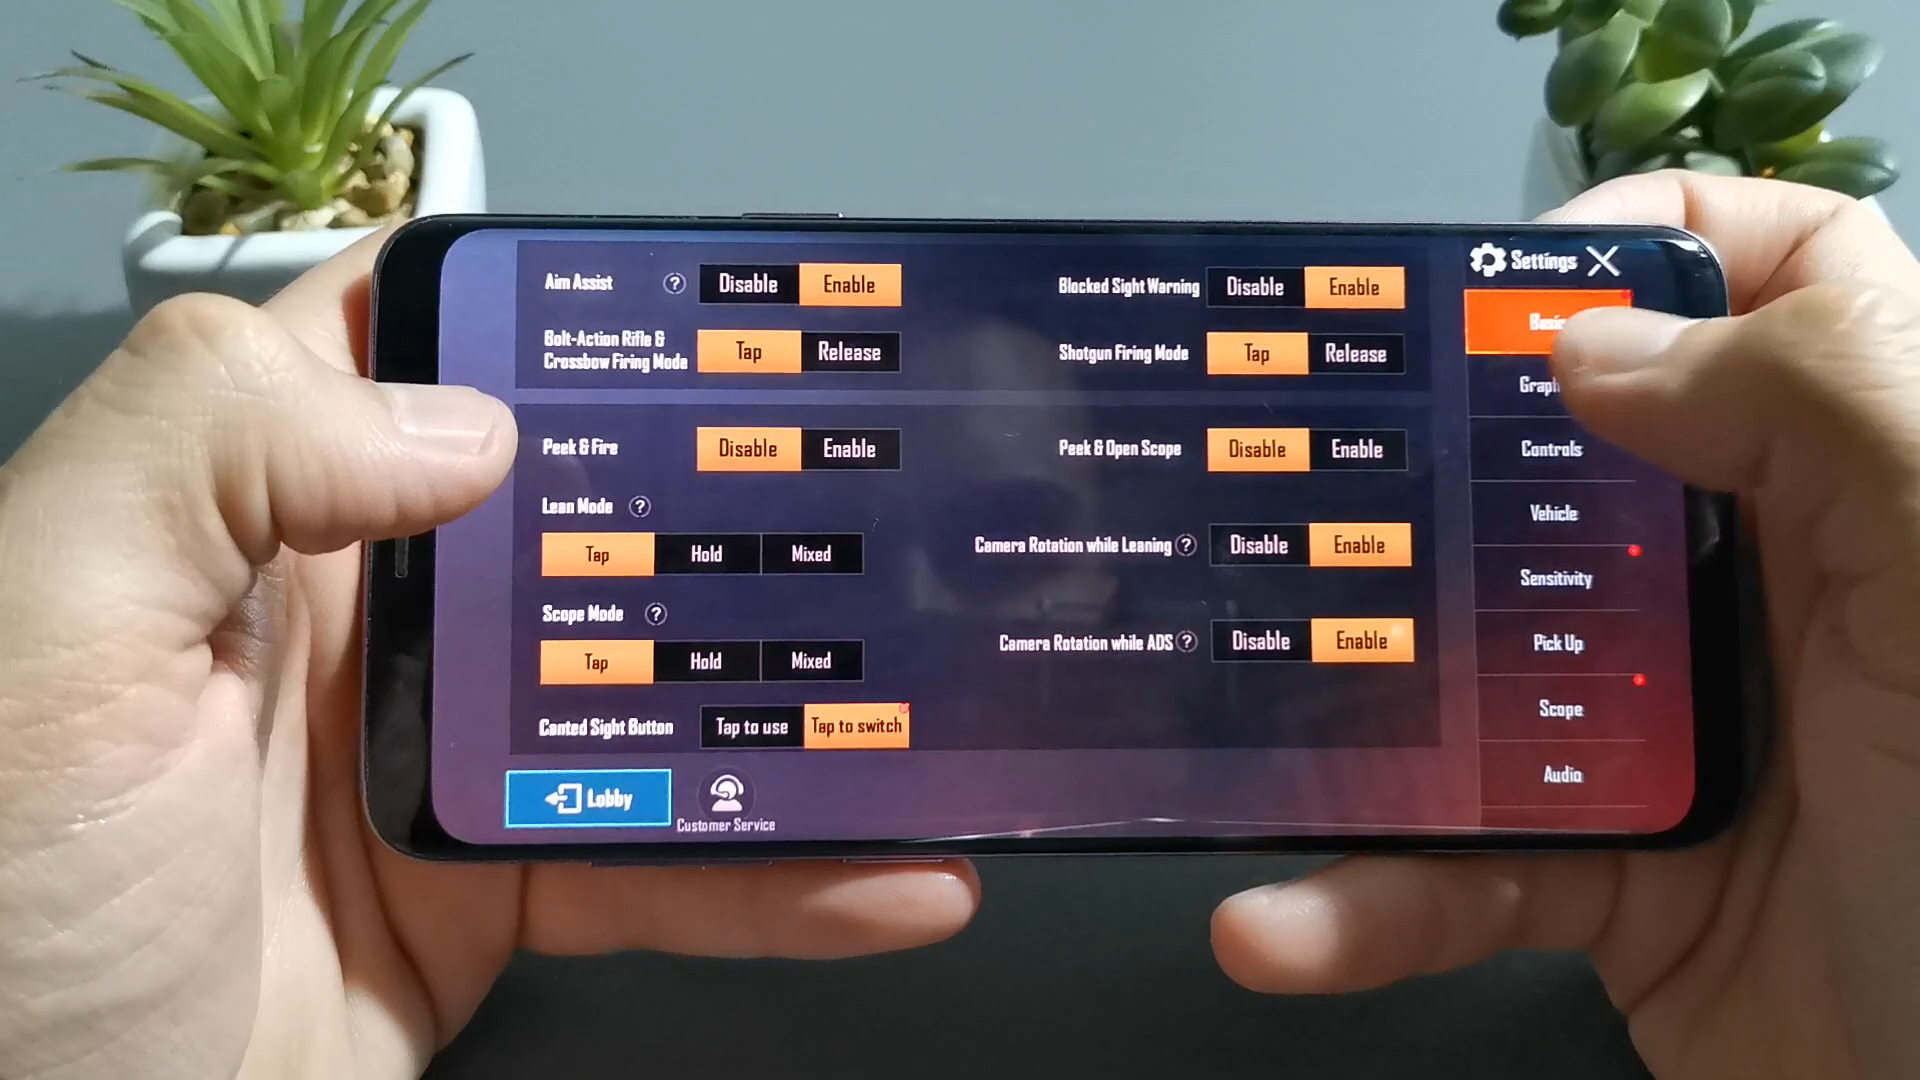 Aim Assist ? Disable Enable
Blocked Sight Warning Disable Enable
Bolt-Action Rifle &
Crossbow Firing Mode Tap Release
Shotgun Firing Mode Tap Release
Peek & Fire Disable Enable
Peek & Open Scope Disable Enable
Lean Mode ?
Tap Hold Mixed
Camera Rotation while Leaning ? Disable Enable
Scope Mode ?
Tap Hold Mixed
Camera Rotation while ADS ? Disable Enable
Canted Sight Button Tap to use Tap to switch
Lobby
Customer Service
Settings
Controls
Vehicle
Sensitivity
Pick Up
Scope
Audio